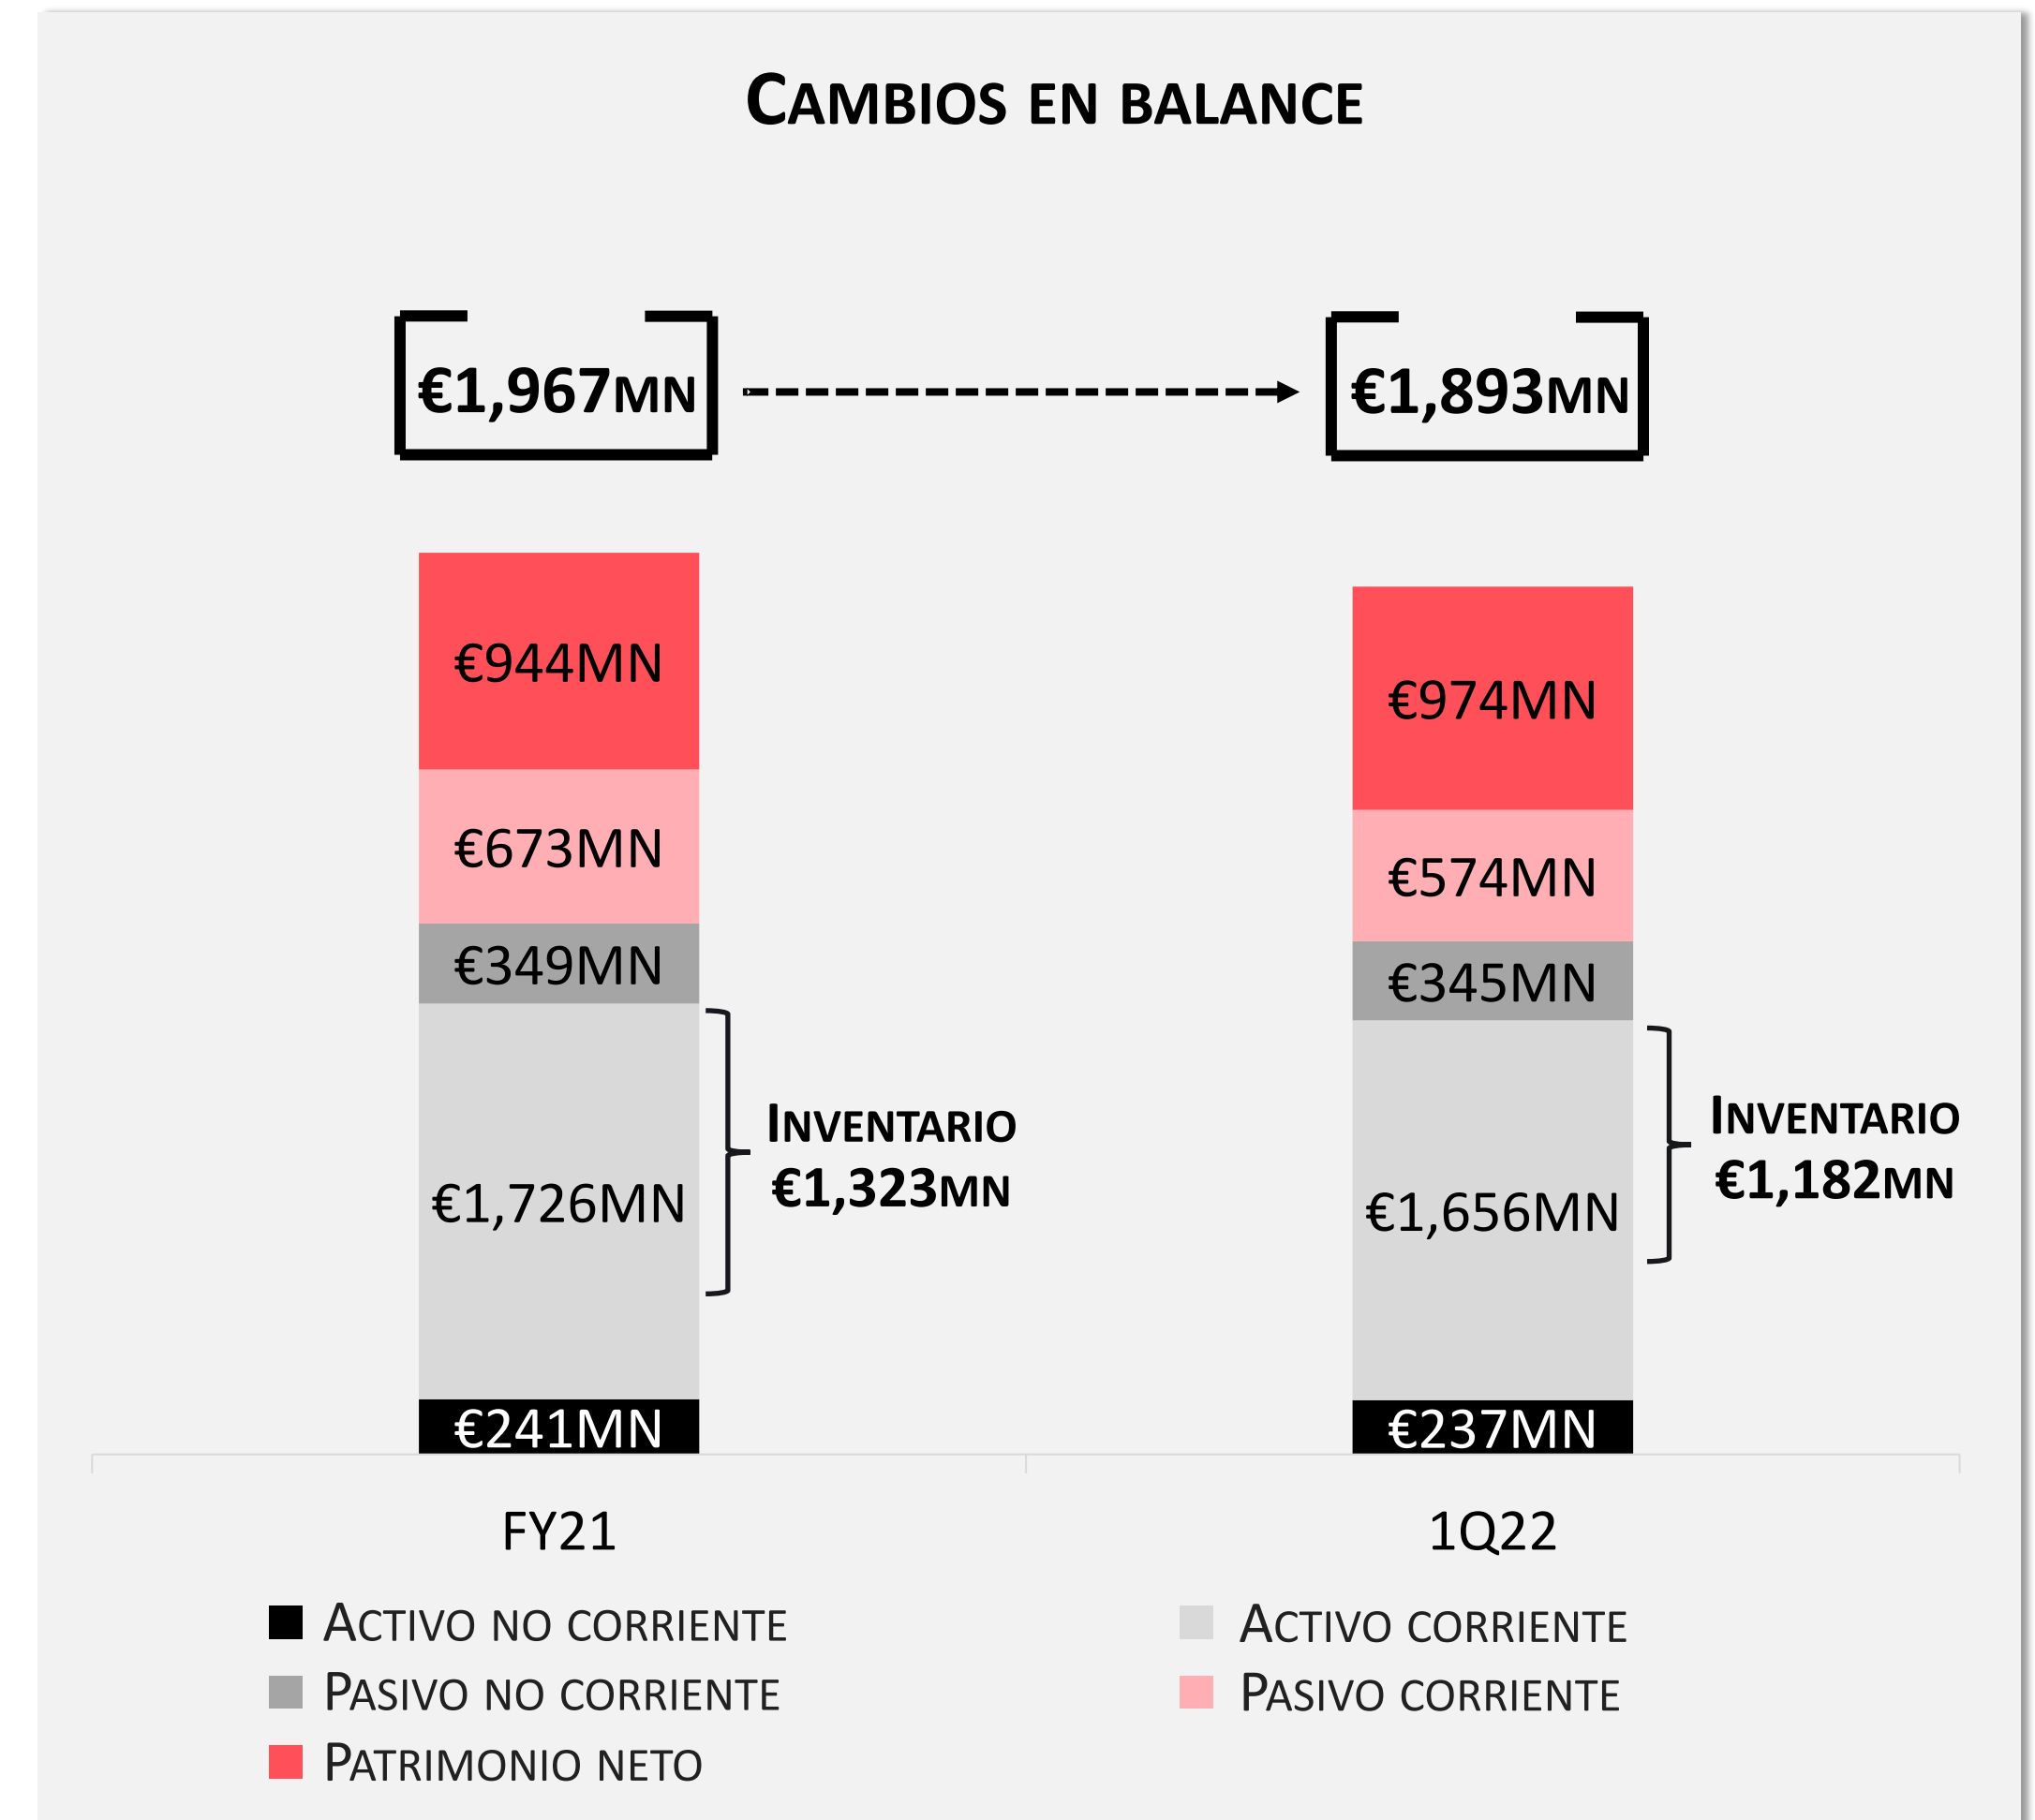 Cambios en balance
€1,967mn
€1,893mn
€944MN
€673MN
€349MN
€1,726MN
€241MN
Inventario
€1,323mn
€974MN
€574MN
€345MN
€1,656MN
€237MN
Inventario
€1,182mn
FY21
1Q22
Activo no corriente
Activo corriente
Pasivo no corriente
Pasivo corriente
Patrimonio neto